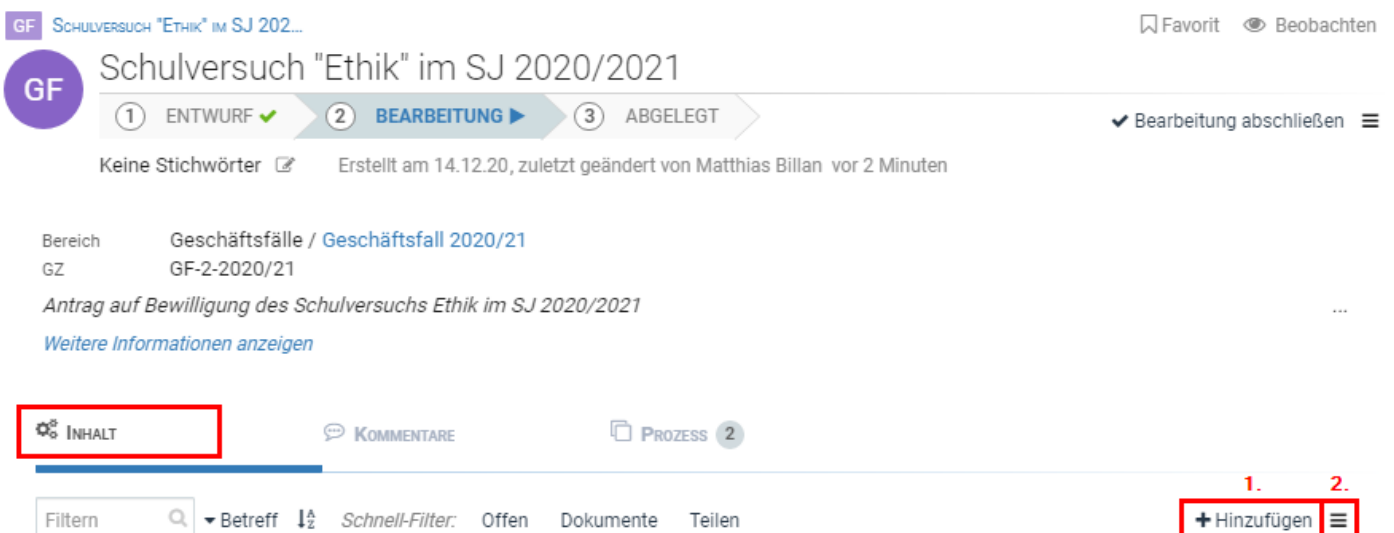 GF Schulversuch "Ethik" im SJ 202... Favorit Beobachten
GF
Schulversuch "Ethik" im SJ 2020/2021
1 ENTWURF 2 BEARBEITUNG 3 ABGELEGT Bearbeitung abschließen
Keine Stichwörter Erstellt am 14.12.20, zuletzt geändert von Matthias Billan vor 2 Minuten
Bereich Geschäftsfälle / Geschäftsfall 2020/21
GZ GF-2-2020/21
Antrag auf Bewilligung des Schulversuchs Ethik im SJ 2020/2021 ...
Weitere Informationen anzeigen
Inhalt Kommentare Prozess 2
1. 2.
Filtern Betreff Schnell-Filter: Offen Dokumente Teilen + Hinzufügen